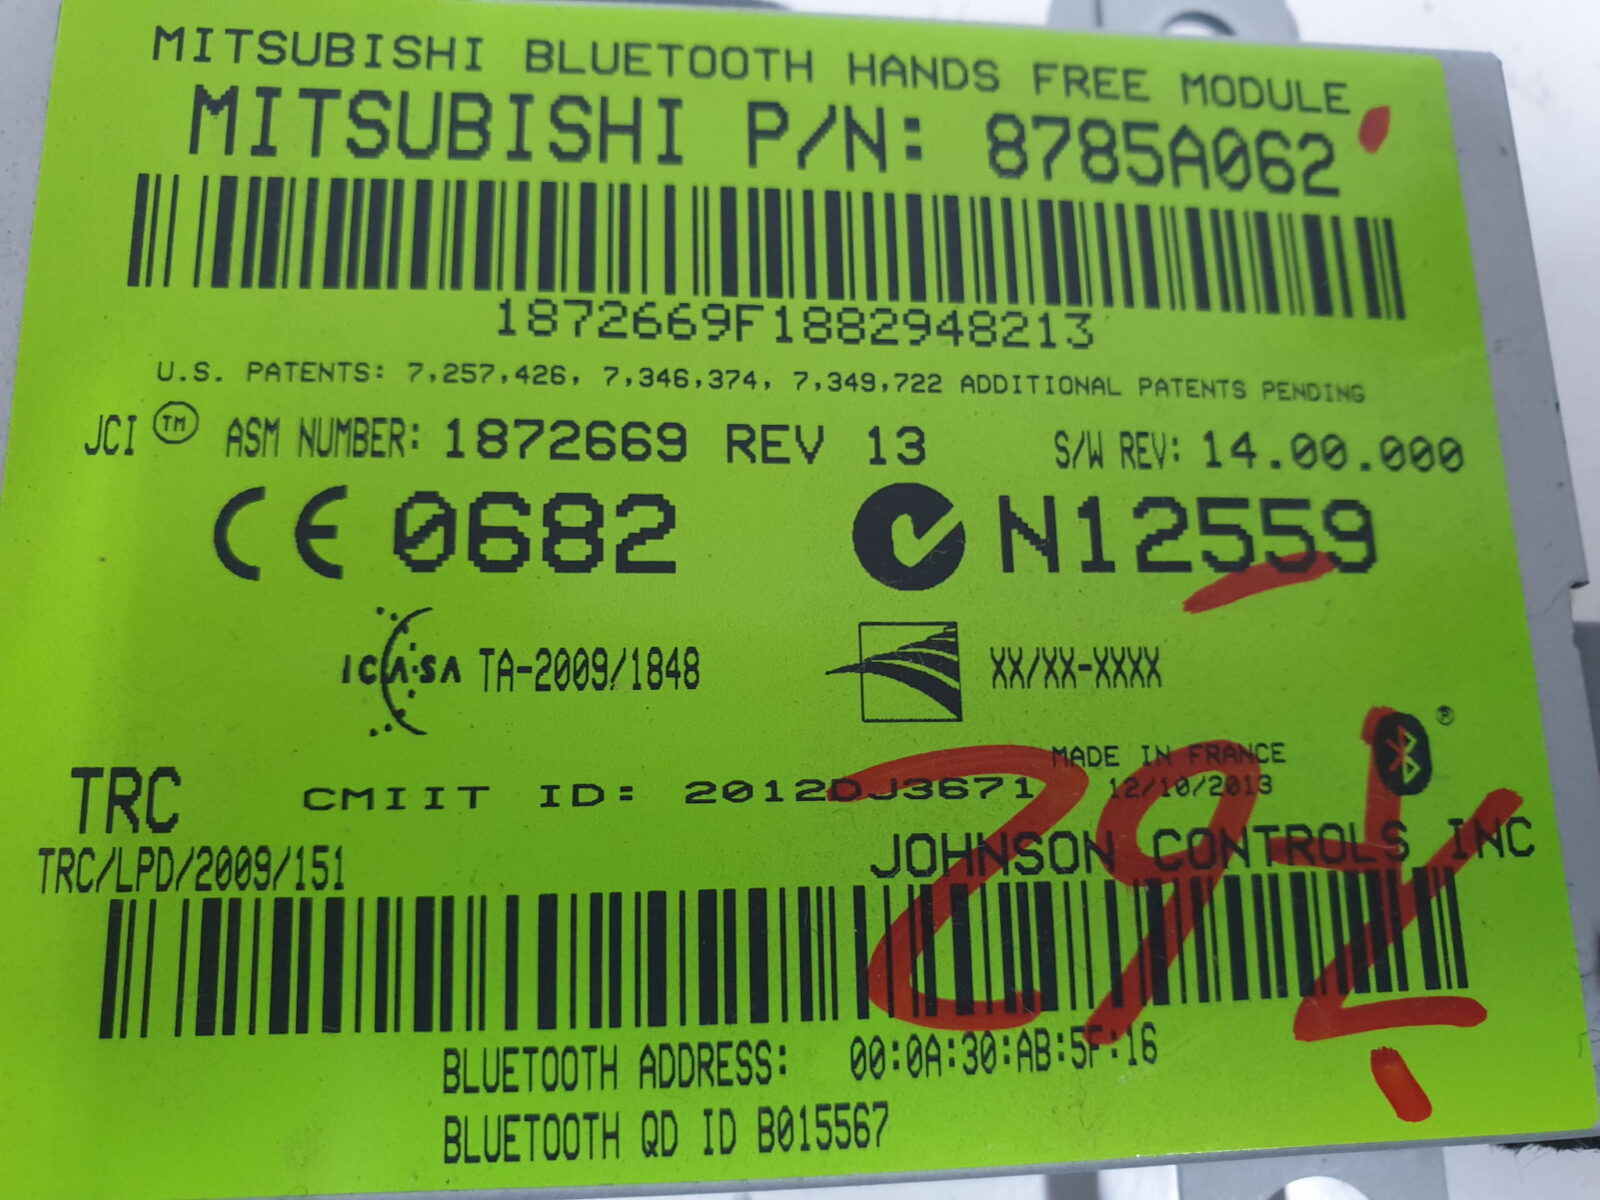 MITSUBISHI BLUETOOTH HANDS FREE MODULE
MITSUBISHI P/N: 8785A062
1872669F1882948213
U.S. PATENTS: 7,257,426, 7,346,374, 7,349,722 ADDITIONAL PATENTS PENDING
JCI TM ASM NUMBER: 1872669 REV 13 S/W REV: 14.00.000
CE 0682 N12559
ICASA TA-2009/1848 XX/XX-XXXX
MADE IN FRANCE ®
TRC CMIIT ID: 2012DJ3671 12/10/2013
JOHNSON CONTROLS INC
TRC/LPD/2009/151
BLUETOOTH ADDRESS: 00:0A:30:AB:5F:16
BLUETOOTH QD ID B015567